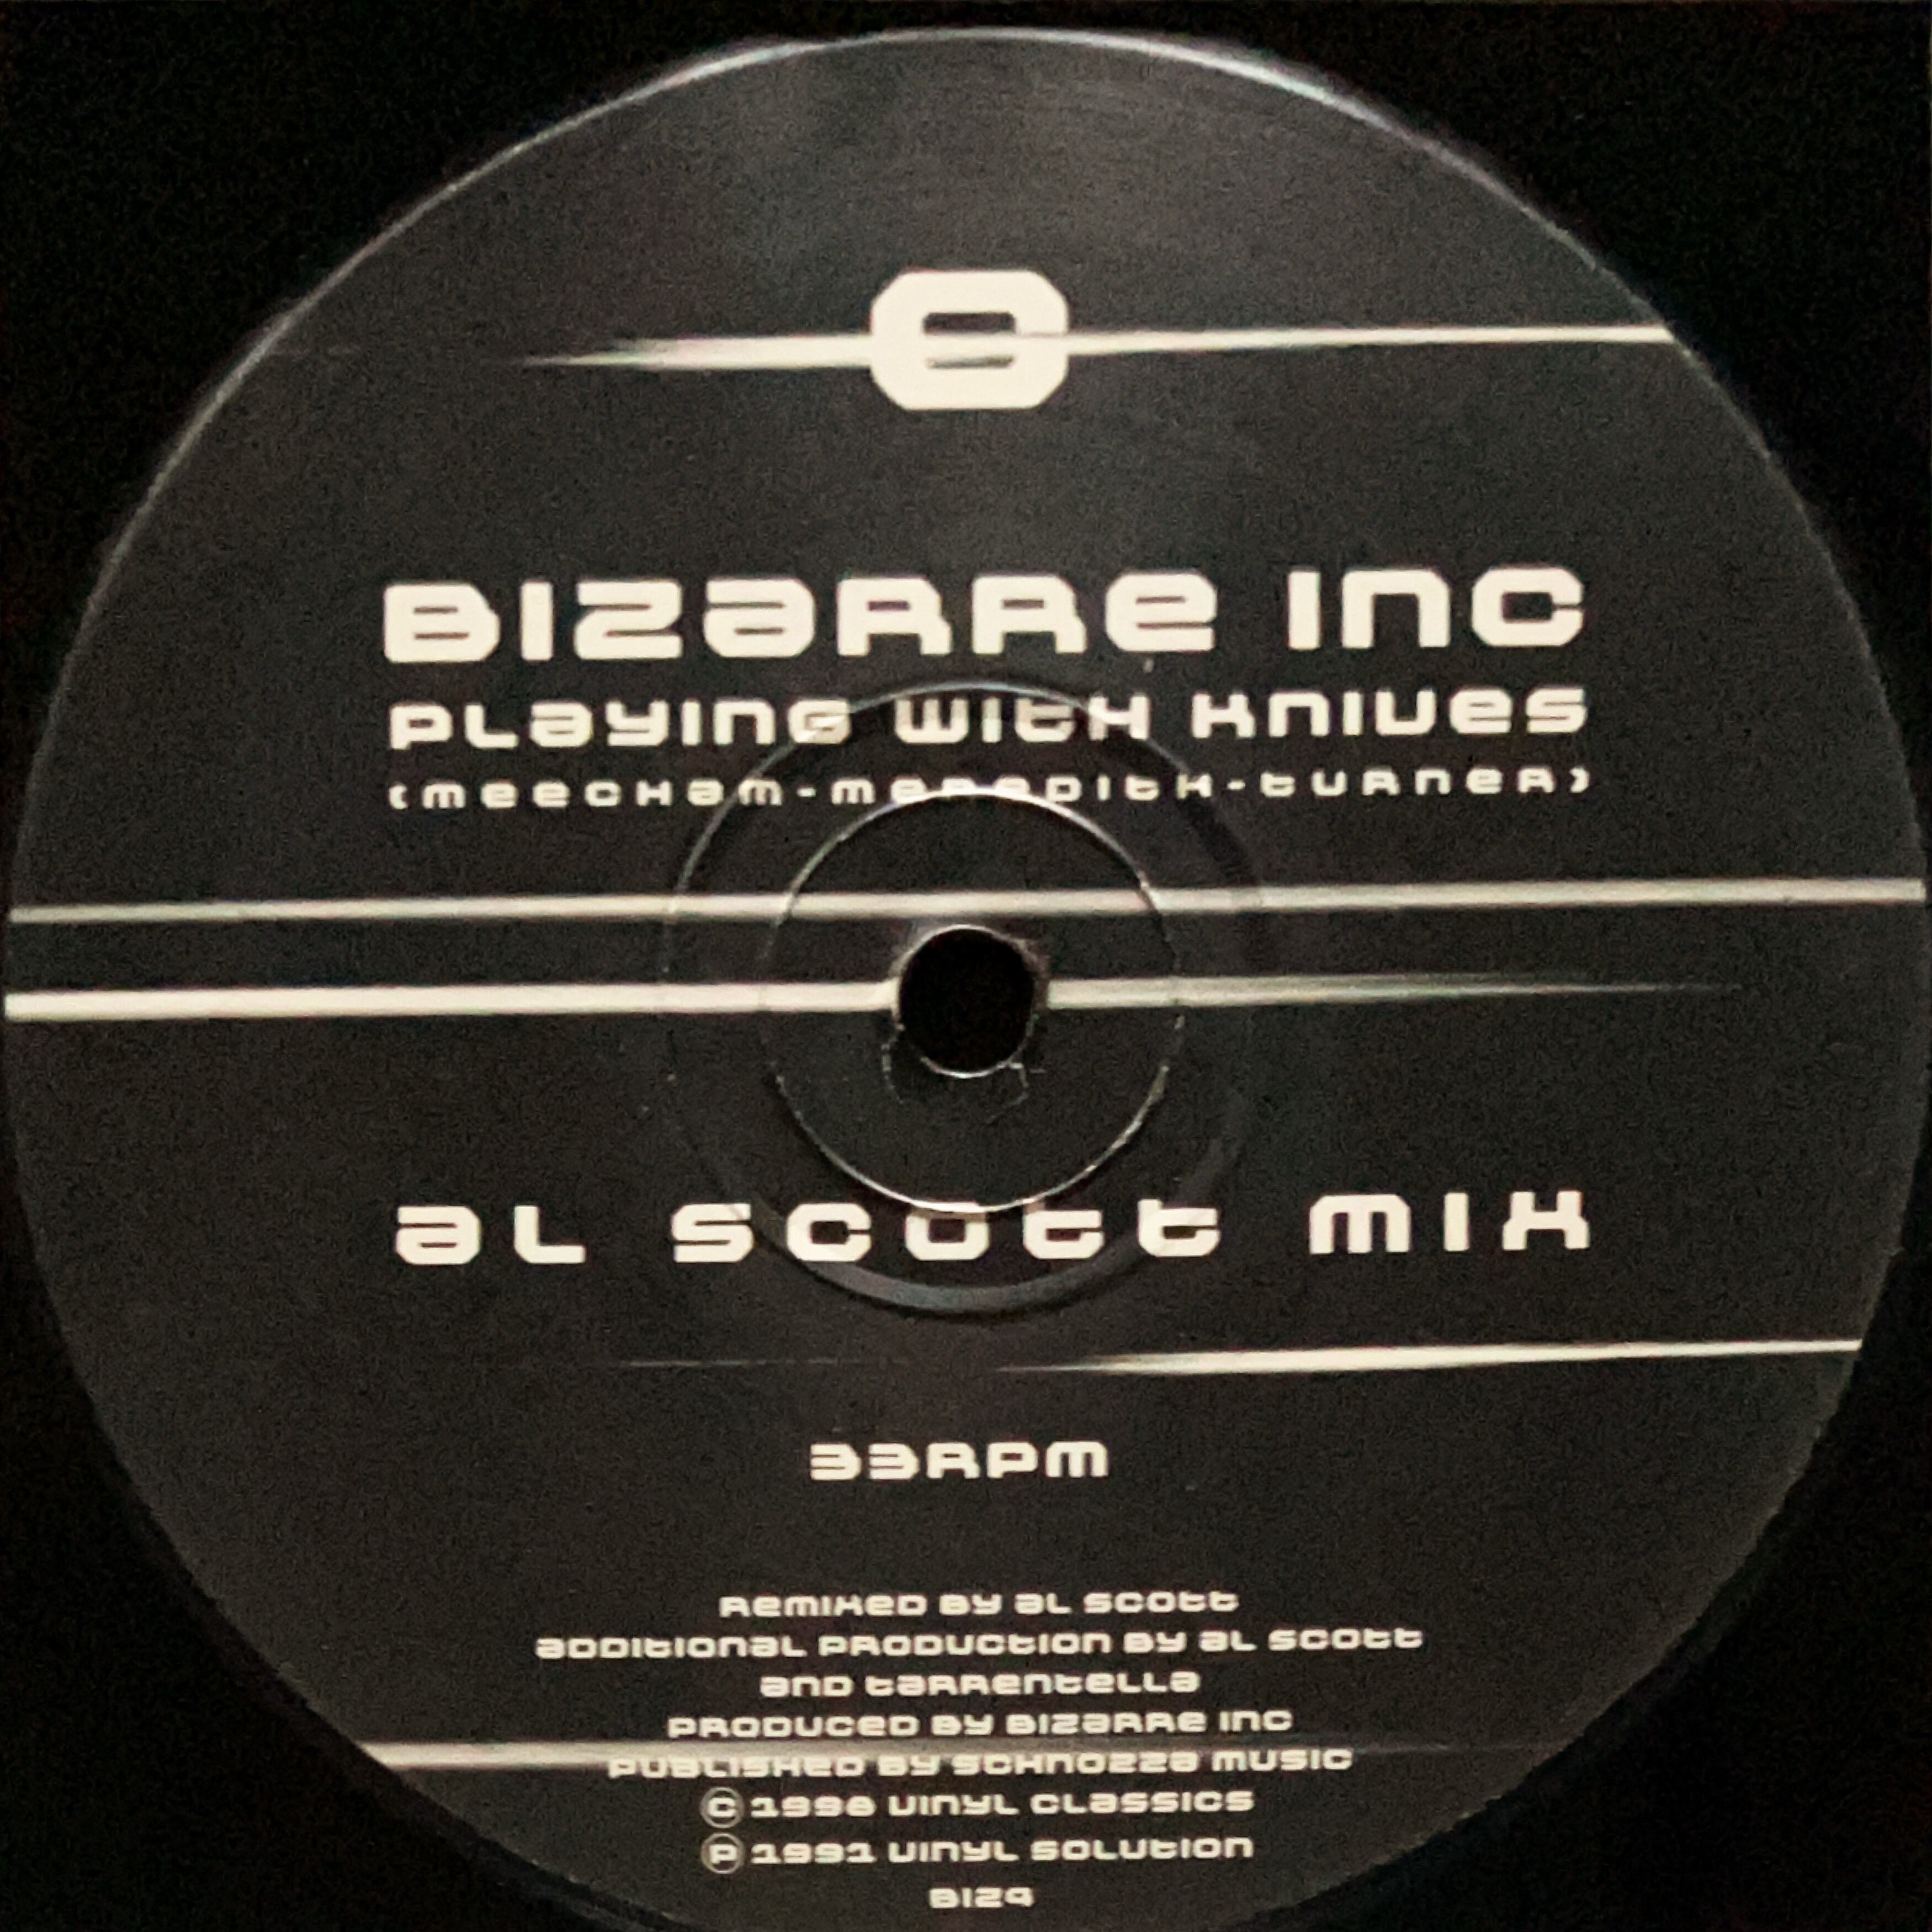 BIZARRE INC
PLAYING WITH KNIVES
(MEECHAM-MEREDITH-TURNER)
AL SCOTT MIX
33RPM
REMIXED BY AL SCOTT
ADDITIONAL PRODUCTION BY AL SCOTT
AND TARRENTELLA
PRODUCED BY BIZARRE INC
PUBLISHED BY SCHNOZZA MUSIC
© 1998 VINYL CLASSICS
℗ 1991 VINYL SOLUTION
BIZ9